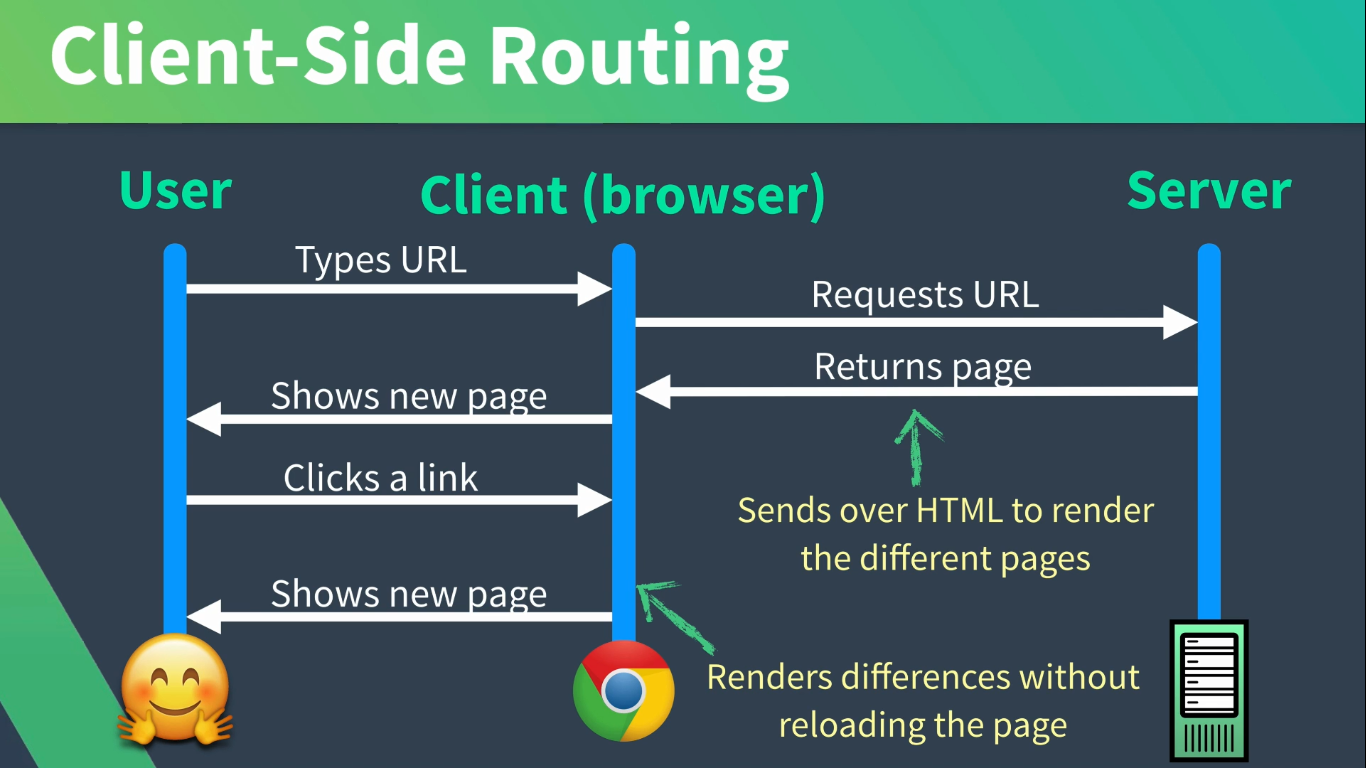 Client-Side Routing
User
Client (browser)
Server
Types URL
Requests URL
Returns page
Shows new page
Clicks a link
Sends over HTML to render
the different pages
Shows new page
Renders differences without
reloading the page